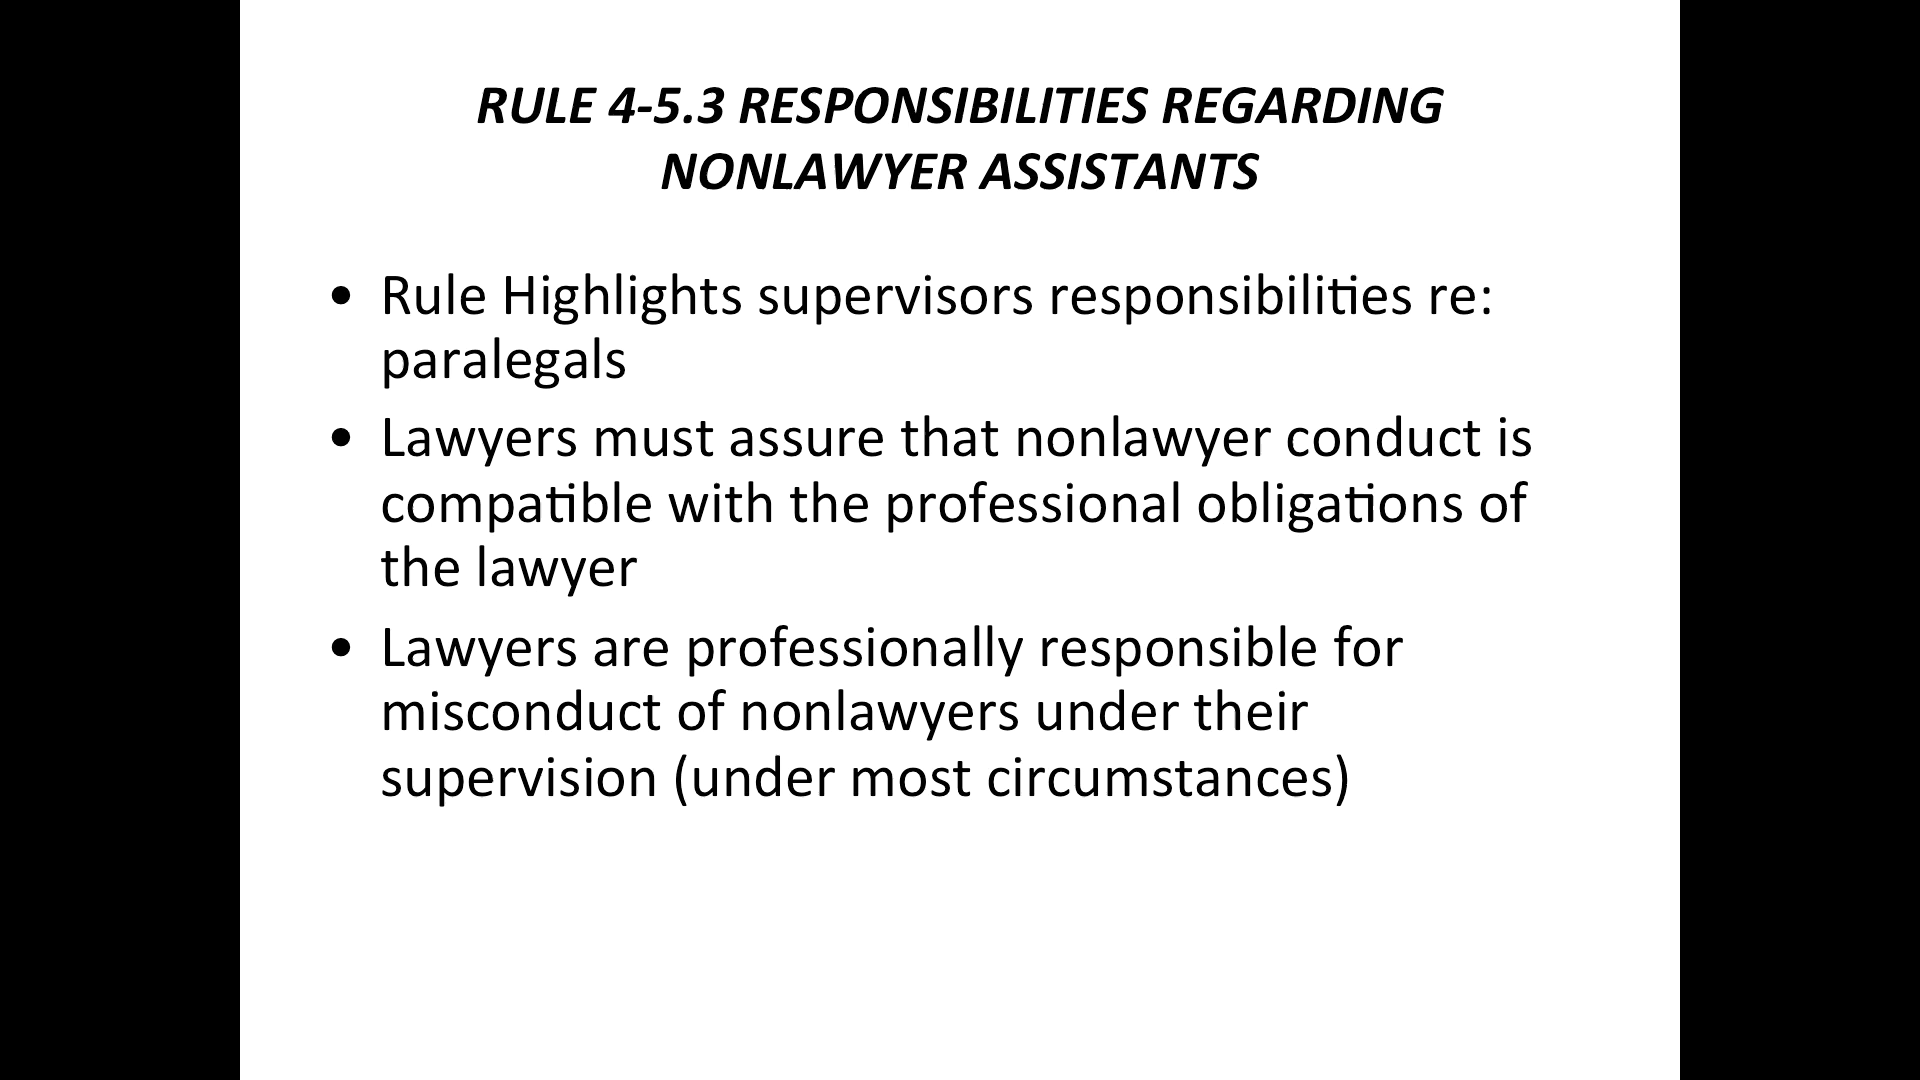 RULE 4-5.3 RESPONSIBILITIES REGARDING
NONLAWYER ASSISTANTS
• Rule Highlights supervisors responsibilities re:
paralegals
• Lawyers must assure that nonlawyer conduct is
compatible with the professional obligations of
the lawyer
• Lawyers are professionally responsible for
misconduct of nonlawyers under their
supervision (under most circumstances)